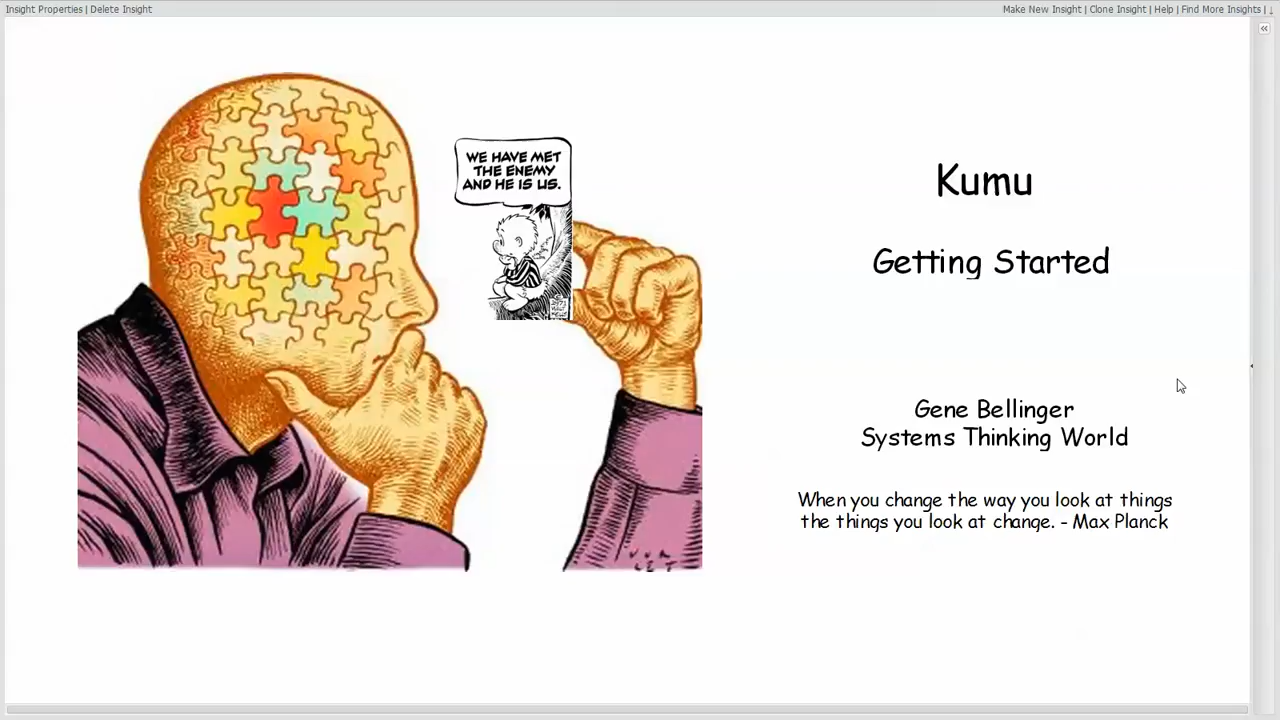 Insight Properties | Delete Insight
Make New Insight | Clone Insight | Help | Find More Insights | ↓
WE HAVE MET
THE ENEMY
AND HE IS US.
Kumu
Getting Started
Gene Bellinger
Systems Thinking World
When you change the way you look at things
the things you look at change. - Max Planck